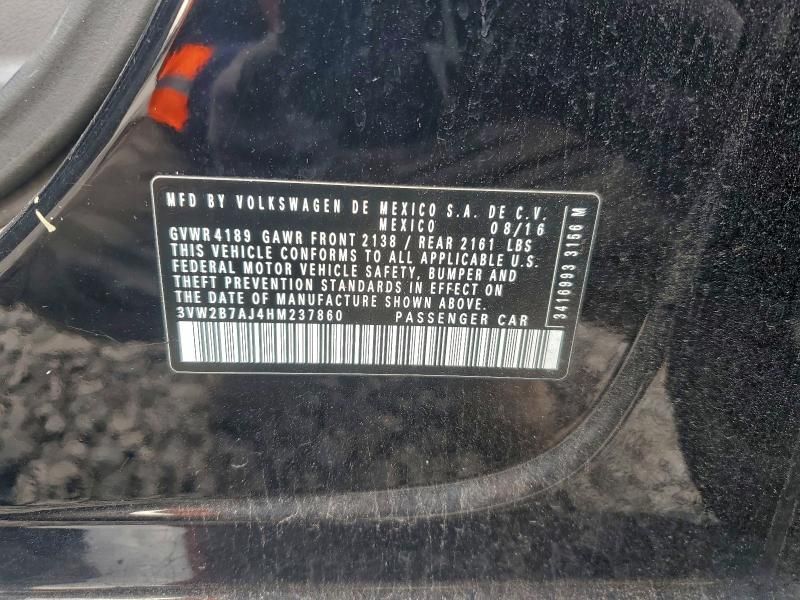 MFD BY VOLKSWAGEN DE MEXICO S.A. DE C.V.
MEXICO 08/16
GVWR 4189 GAWR FRONT 2138 / REAR 2161 LBS
THIS VEHICLE CONFORMS TO ALL APPLICABLE U.S.
FEDERAL MOTOR VEHICLE SAFETY, BUMPER AND
THEFT PREVENTION STANDARDS IN EFFECT ON
THE DATE OF MANUFACTURE SHOWN ABOVE.
3VW2B7AJ4HM237860 PASSENGER CAR
3416993 3166 M